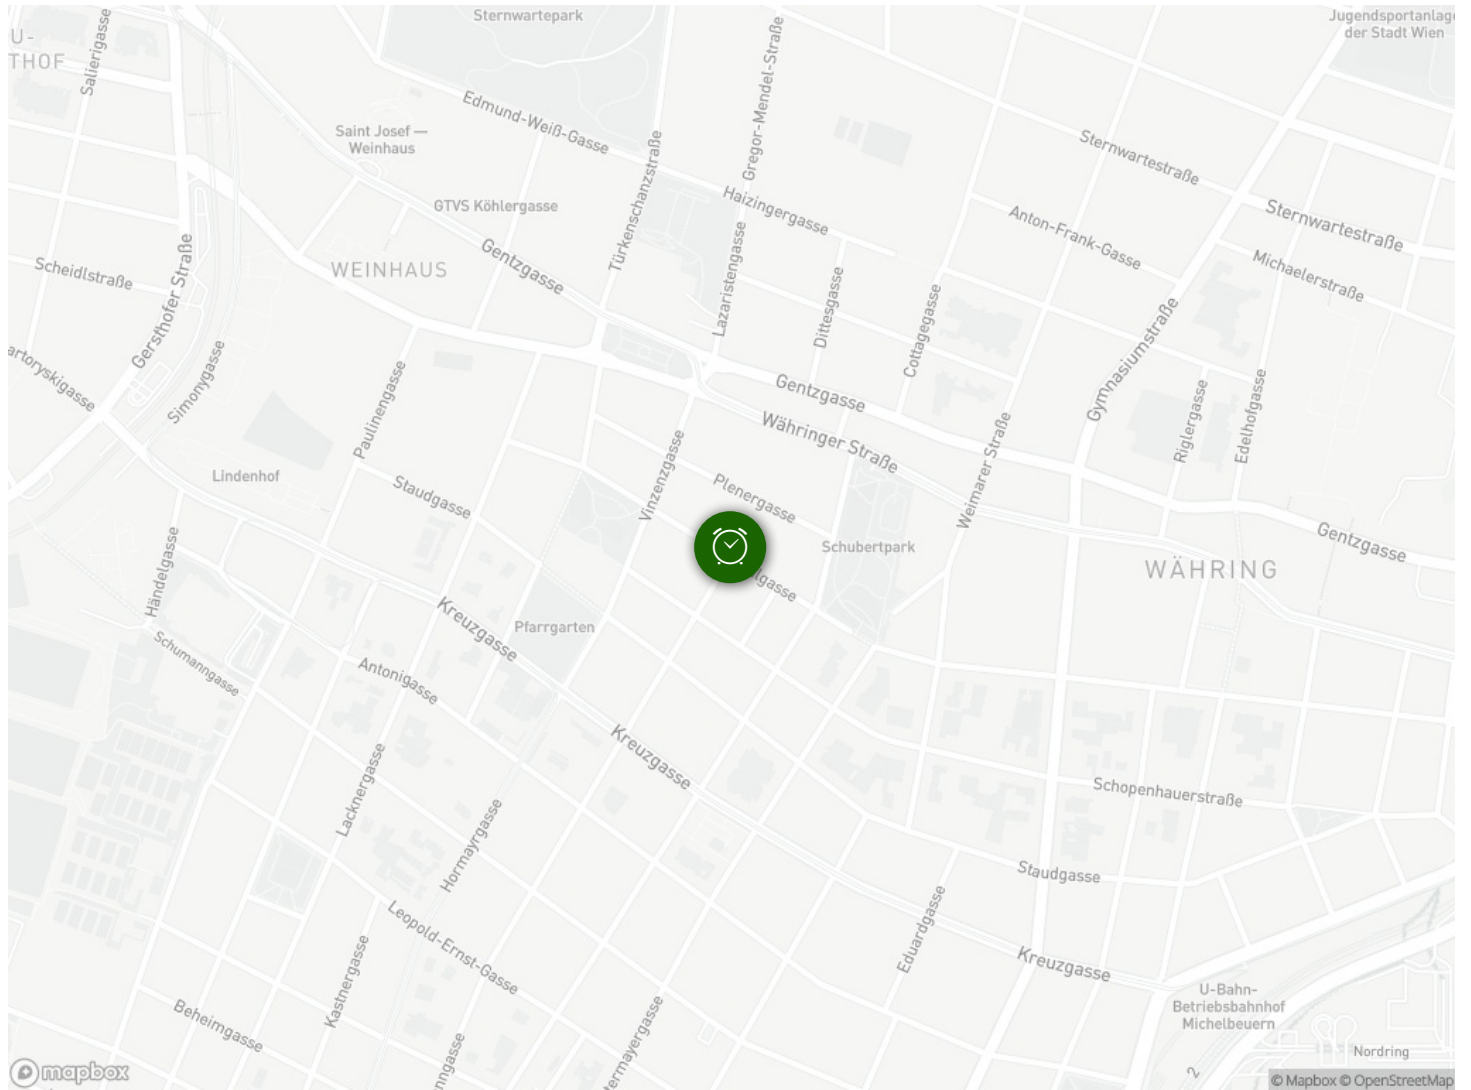 Sternwartepark
Jugendsportanlage
der Stadt Wien
U-
THOF
Salierigasse
Gregor-Mendel-Straße
Edmund-Weiß-Gasse
Saint Josef —
Weinhaus
Sternwartestraße
Türkenschanzstraße
Haizingergasse
GTVS Köhlergasse
Anton-Frank-Gasse
Sternwartestraße
Gersthofer Straße
Scheidlstraße
WEINHAUS
Gentzgasse
Lazaristengasse
Michaelerstraße
Dittesgasse
Cottagegasse
Gymnasiumstraße
artoryskigasse
Simonygasse
Paulinengasse
Gentzgasse
Riglergasse
Edelhofgasse
Währinger Straße
Weimarer Straße
Lindenhof
Staudgasse
Vinzenzgasse
Plenergasse
Schubertpark
Gentzgasse
WÄHRING
Händelgasse
lgasse
Kreuzgasse
Pfarrgarten
Schumanngasse
Antonigasse
Kreuzgasse
Lacknergasse
Hormayrgasse
Schopenhauerstraße
Staudgasse
Leopold-Ernst-Gasse
Eduardgasse
Kreuzgasse
Kastnergasse
Beheimgasse
U-Bahn-
Betriebsbahnhof
Michelbeuern
nngasse
termayergasse
Nordring
2
mapbox
© Mapbox © OpenStreetMap